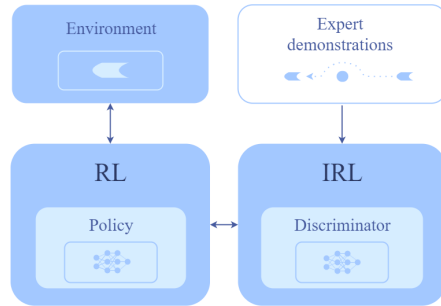 Environment
Expert
demonstrations
RL
IRL
Policy
Discriminator